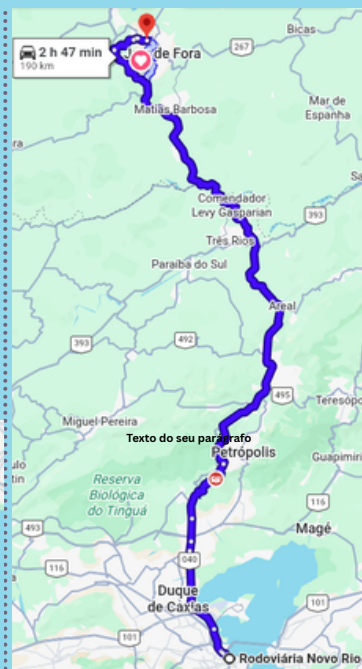 Bicas
267
2 h 47 min
190 km
de Fora
Matias Barbosa
Mar de
Espanha
Comendador
Levy Gasparian
393
Três Rios
Paraíba do Sul
Areal
492
393
495
Teresópo
Miguel Pereira
Texto do seu parágrafo
Petrópolis
Guapimiri
Reserva
Biológica
do Tinguá
116
493
Magé
040
116
Duque
de Caxias
101
101
Rodoviária Novo Rio